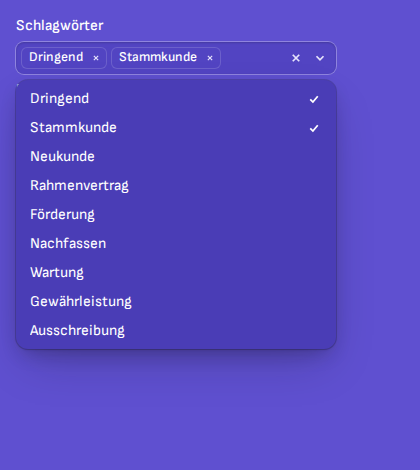 Schlagwörter
Dringend × Stammkunde ×
Dringend
Stammkunde
Neukunde
Rahmenvertrag
Förderung
Nachfassen
Wartung
Gewährleistung
Ausschreibung